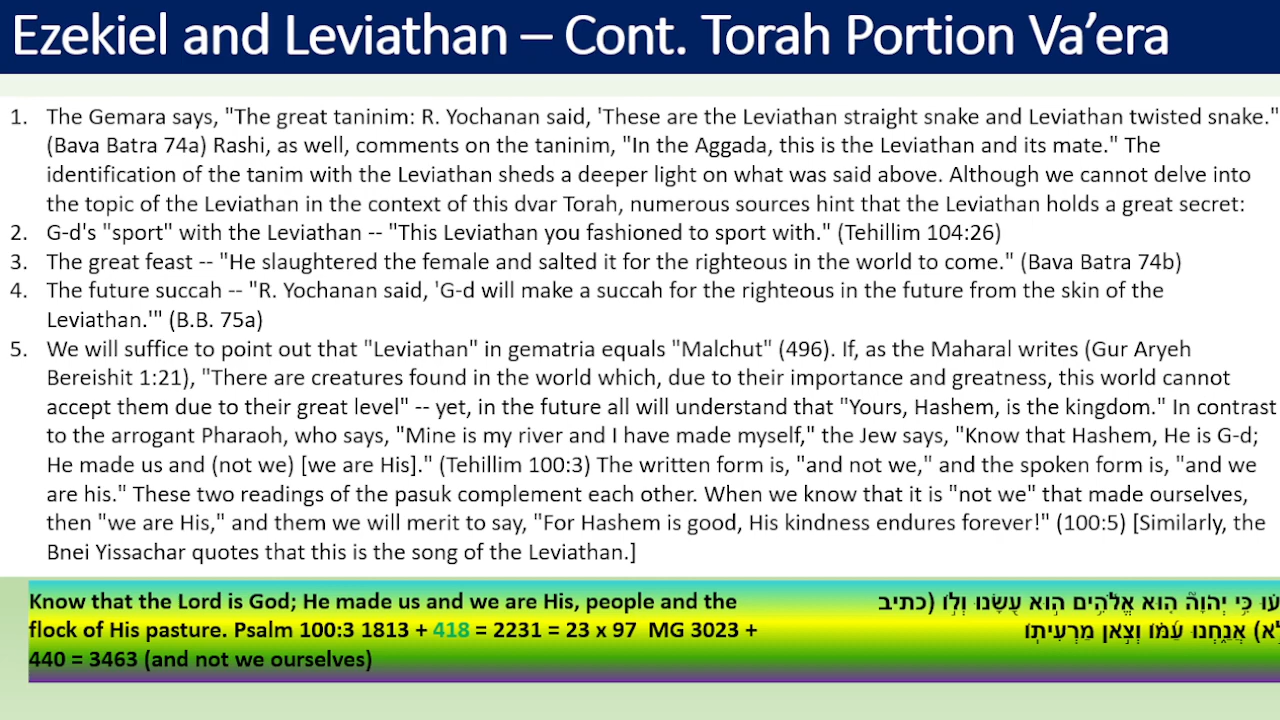 Ezekiel and Leviathan – Cont. Torah Portion Va’era
1. The Gemara says, "The great taninim: R. Yochanan said, 'These are the Leviathan straight snake and Leviathan twisted snake."
(Bava Batra 74a) Rashi, as well, comments on the taninim, "In the Aggada, this is the Leviathan and its mate." The
identification of the tanim with the Leviathan sheds a deeper light on what was said above. Although we cannot delve into
the topic of the Leviathan in the context of this dvar Torah, numerous sources hint that the Leviathan holds a great secret:
2. G-d's "sport" with the Leviathan -- "This Leviathan you fashioned to sport with." (Tehillim 104:26)
3. The great feast -- "He slaughtered the female and salted it for the righteous in the world to come." (Bava Batra 74b)
4. The future succah -- "R. Yochanan said, 'G-d will make a succah for the righteous in the future from the skin of the
Leviathan.'" (B.B. 75a)
5. We will suffice to point out that "Leviathan" in gematria equals "Malchut" (496). If, as the Maharal writes (Gur Aryeh
Bereishit 1:21), "There are creatures found in the world which, due to their importance and greatness, this world cannot
accept them due to their great level" -- yet, in the future all will understand that "Yours, Hashem, is the kingdom." In contrast
to the arrogant Pharaoh, who says, "Mine is my river and I have made myself," the Jew says, "Know that Hashem, He is G-d;
He made us and (not we) [we are His]." (Tehillim 100:3) The written form is, "and not we," and the spoken form is, "and we
are his." These two readings of the pasuk complement each other. When we know that it is "not we" that made ourselves,
then "we are His," and them we will merit to say, "For Hashem is good, His kindness endures forever!" (100:5) [Similarly, the
Bnei Yissachar quotes that this is the song of the Leviathan.]
Know that the Lord is God; He made us and we are His, people and the
flock of His pasture. Psalm 100:3 1813 + 418 = 2231 = 23 x 97 MG 3023 +
440 = 3463 (and not we ourselves)
כִּ֥י יְהֹוָה֮ ה֤וּא אֱלֹ֫הִ֥ים ה֣וּא עָ֭שָׂנוּ וְל֣וֹ (כתיב
אֲנַ֑חְנוּ עַ֝מּ֗וֹ וְצֹ֣אן מַרְעִיתֽוֹ